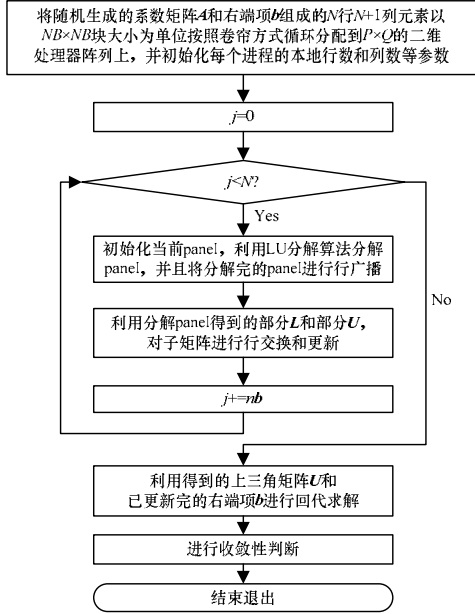 将随机生成的系数矩阵A和右端项b组成的N行N+1列元素以
NB×NB块大小为单位按照卷帘方式循环分配到P×Q的二维
处理器阵列上，并初始化每个进程的本地行数和列数等参数
j=0
j<N?
Yes
初始化当前panel，利用LU分解算法分解
panel，并且将分解完的panel进行行广播
No
利用分解panel得到的部分L和部分U，
对子矩阵进行行交换和更新
j+=nb
利用得到的上三角矩阵U和
已更新完的右端项b进行回代求解
进行收敛性判断
结束退出